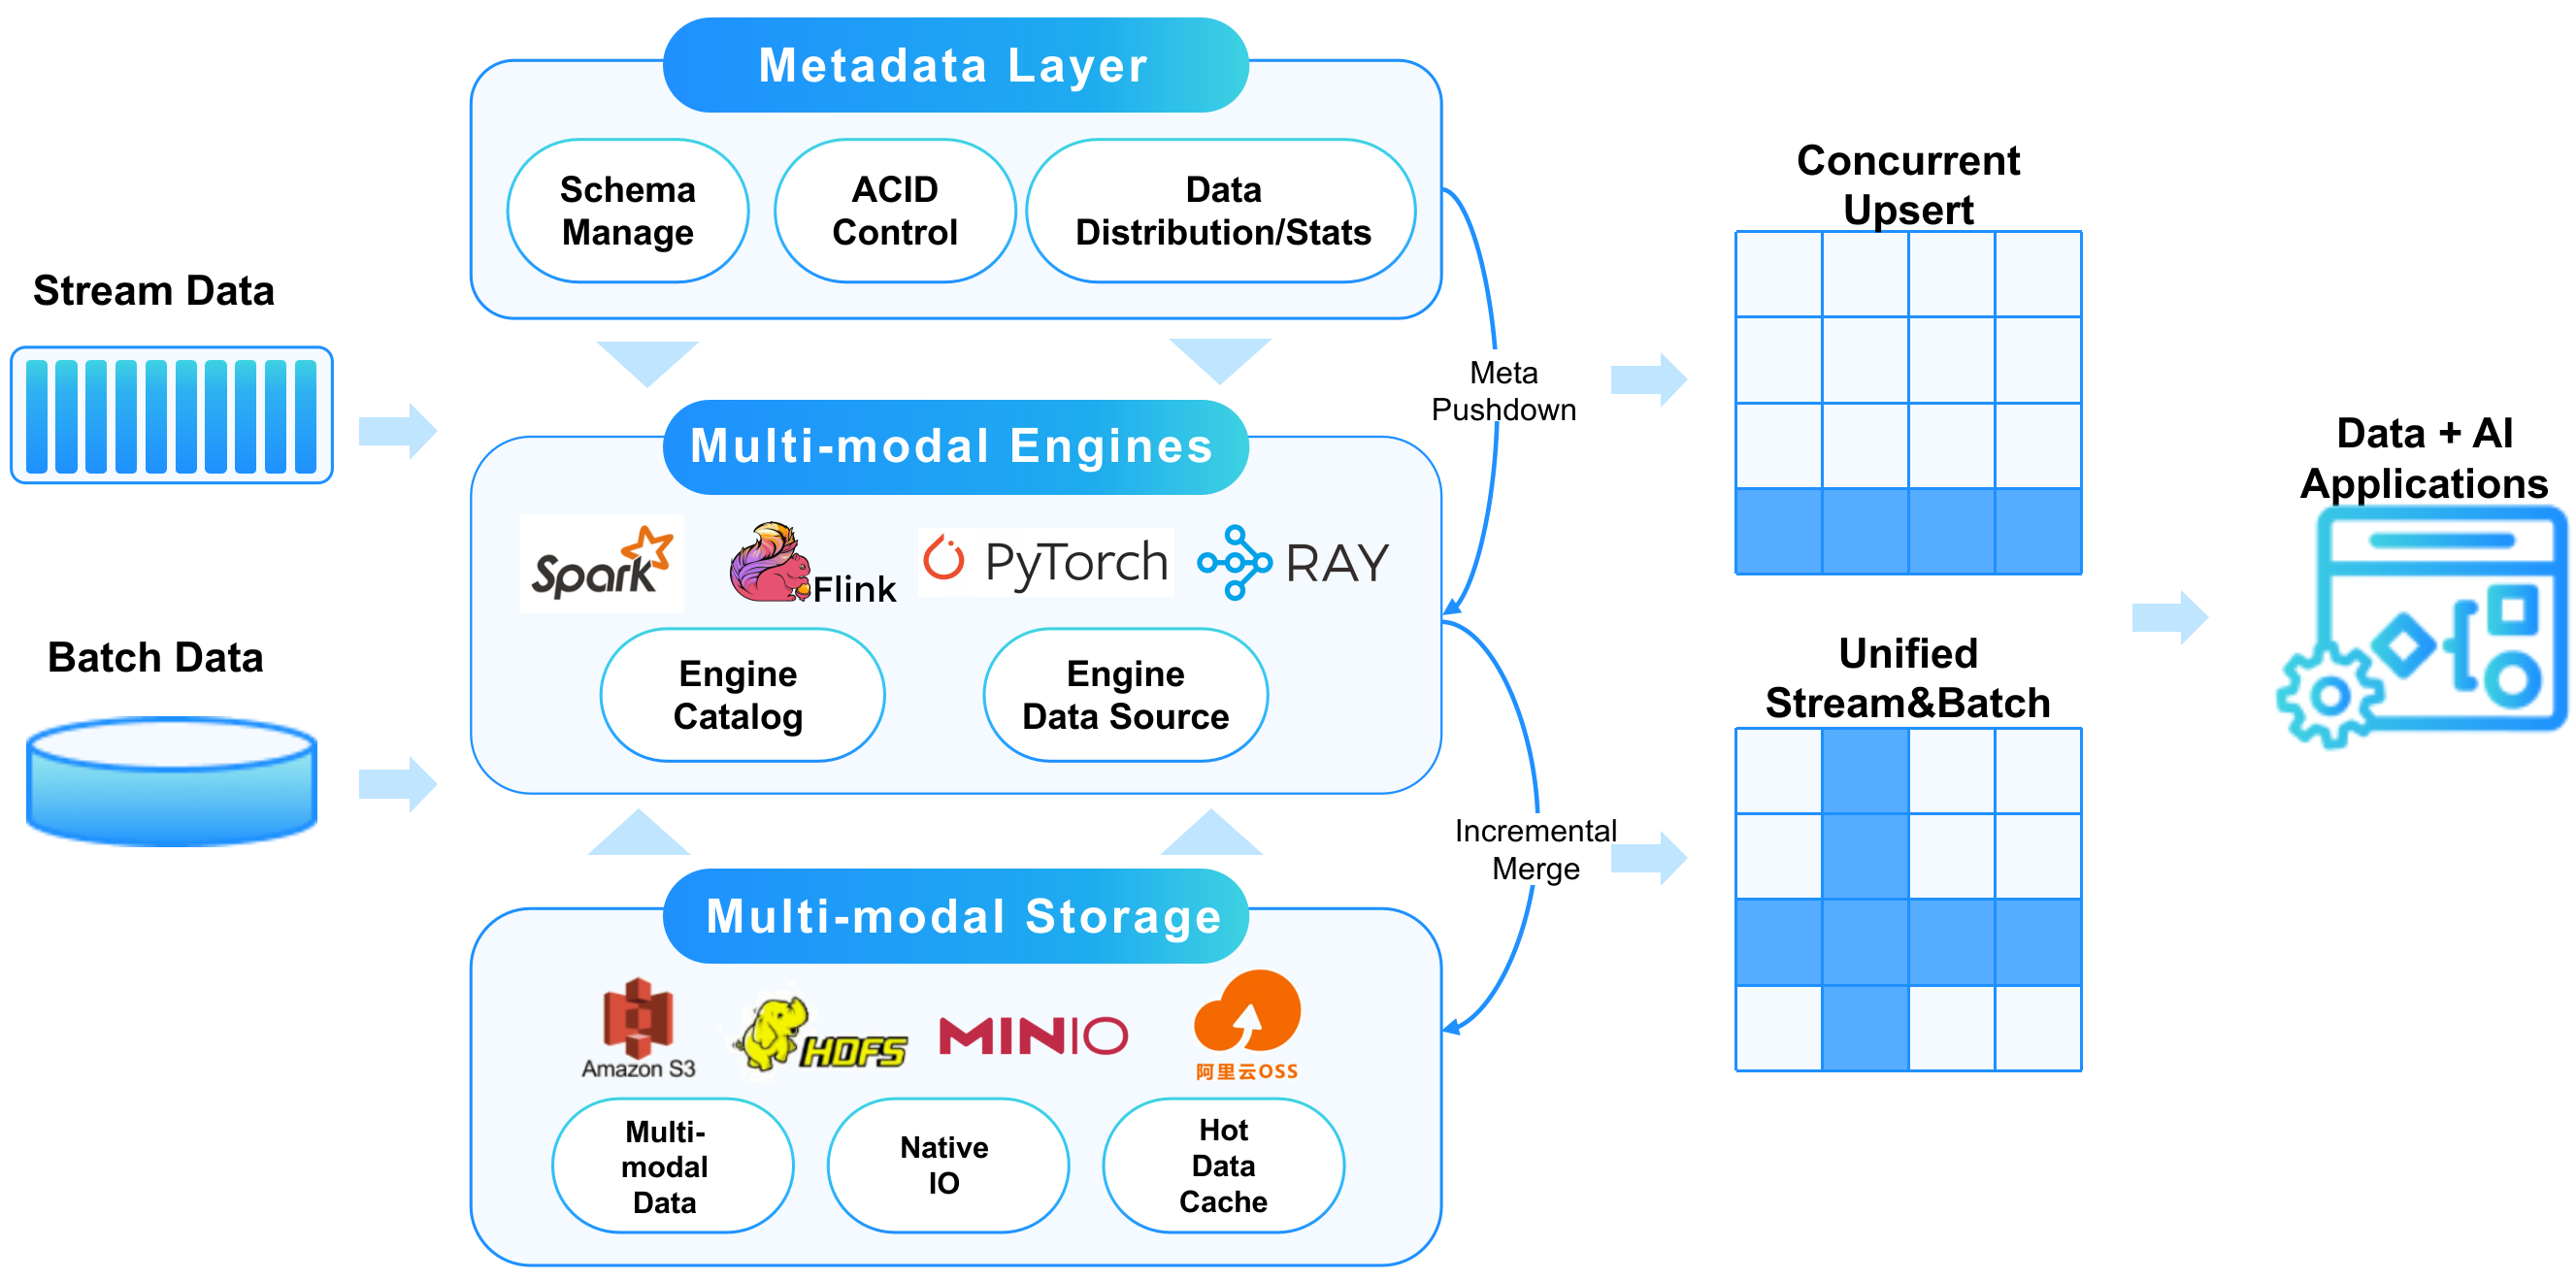 Metadata Layer
Schema
Manage
ACID
Control
Data
Distribution/Stats
Stream Data
Batch Data
Multi-modal Engines
Spark
Flink
PyTorch
RAY
Engine
Catalog
Engine
Data Source
Multi-modal Storage
Amazon S3
HDFS
MINIO
阿里云OSS
Multi-
modal
Data
Native
IO
Hot
Data
Cache
Meta
Pushdown
Incremental
Merge
Concurrent
Upsert
Unified
Stream&Batch
Data + AI
Applications